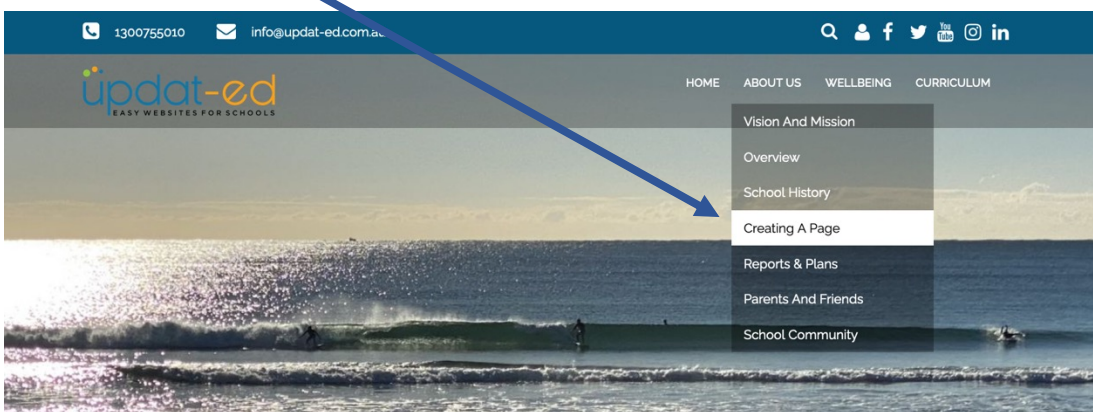 1300755010 info@updat-ed.com.au
updat-ed
EASY WEBSITES FOR SCHOOLS
HOME ABOUT US WELLBEING CURRICULUM
Vision And Mission
Overview
School History
Creating A Page
Reports & Plans
Parents And Friends
School Community